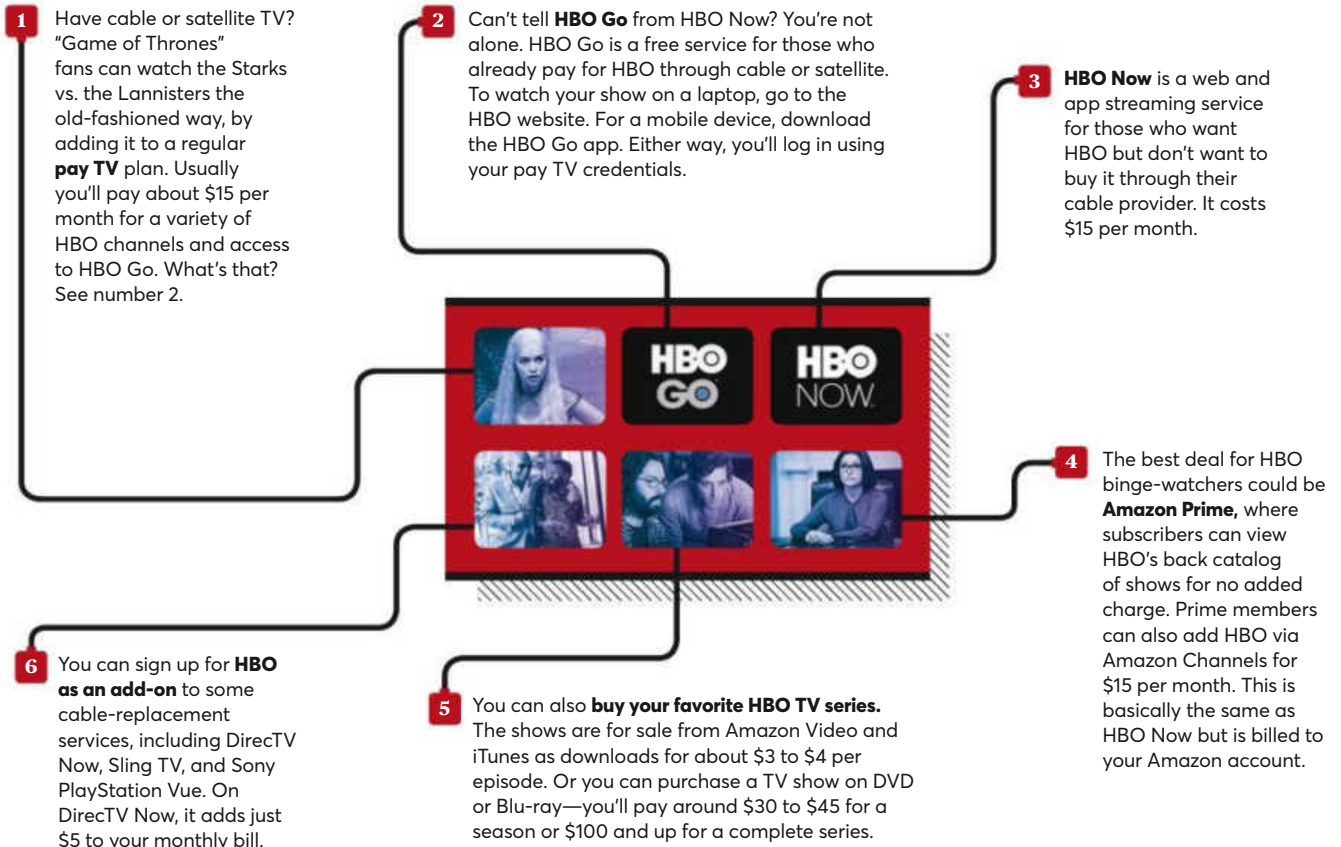 1
Have cable or satellite TV?
"Game of Thrones"
fans can watch the Starks
vs. the Lannisters the
old-fashioned way, by
adding it to a regular
pay TV plan. Usually
you'll pay about $15 per
month for a variety of
HBO channels and access
to HBO Go. What's that?
See number 2.
2
Can't tell HBO Go from HBO Now? You're not
alone. HBO Go is a free service for those who
already pay for HBO through cable or satellite.
To watch your show on a laptop, go to the
HBO website. For a mobile device, download
the HBO Go app. Either way, you'll log in using
your pay TV credentials.
3
HBO Now is a web and
app streaming service
for those who want
HBO but don't want to
buy it through their
cable provider. It costs
$15 per month.
HBO
GO
HBO
NOW.
4
The best deal for HBO
binge-watchers could be
Amazon Prime, where
subscribers can view
HBO's back catalog
of shows for no added
charge. Prime members
can also add HBO via
Amazon Channels for
$15 per month. This is
basically the same as
HBO Now but is billed to
your Amazon account.
5
You can also buy your favorite HBO TV series.
The shows are for sale from Amazon Video and
iTunes as downloads for about $3 to $4 per
episode. Or you can purchase a TV show on DVD
or Blu-ray—you'll pay around $30 to $45 for a
season or $100 and up for a complete series.
6
You can sign up for HBO
as an add-on to some
cable-replacement
services, including DirecTV
Now, Sling TV, and Sony
PlayStation Vue. On
DirecTV Now, it adds just
$5 to your monthly bill.